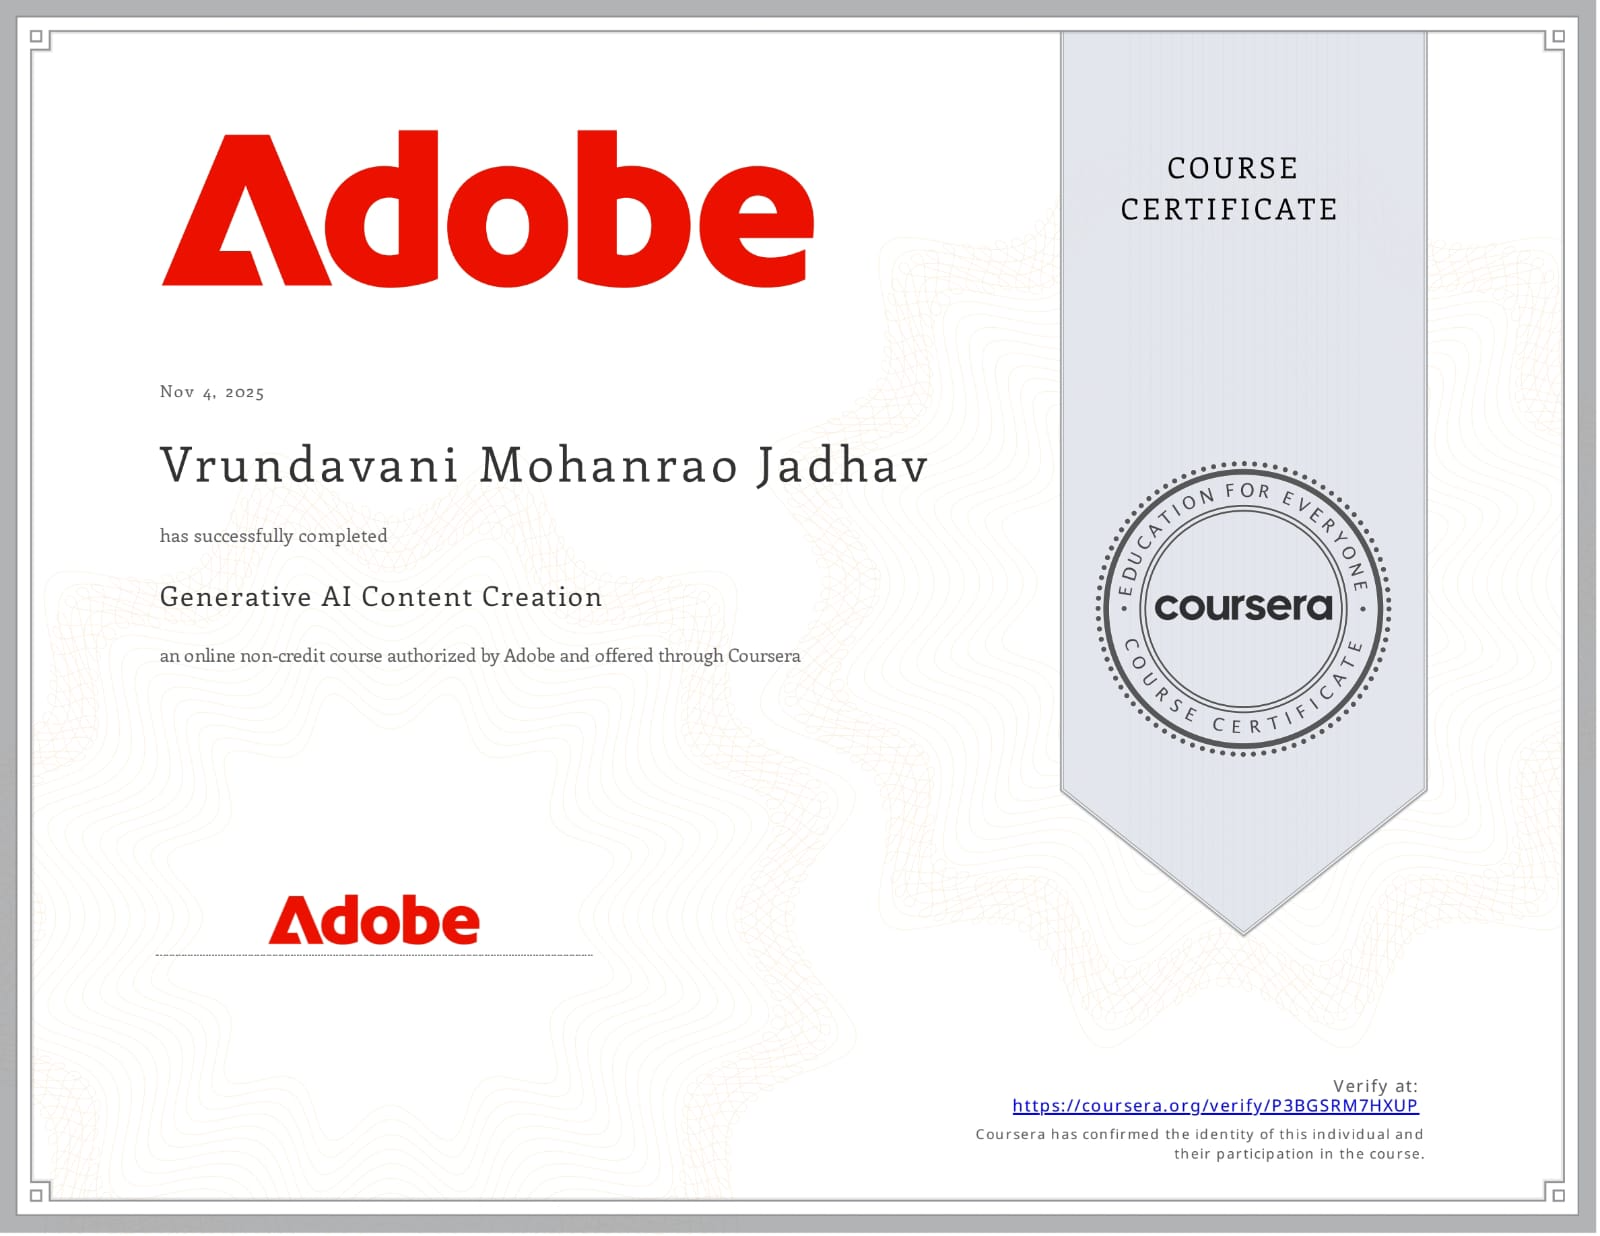 Adobe
COURSE
CERTIFICATE
Nov 4, 2025
Vrundavani Mohanrao Jadhav
has successfully completed
Generative AI Content Creation
an online non-credit course authorized by Adobe and offered through Coursera
EDUCATION FOR EVERYONE
coursera
COURSE CERTIFICATE
Adobe
Verify at:
https://coursera.org/verify/P3BGSRM7HXUP
Coursera has confirmed the identity of this individual and
their participation in the course.